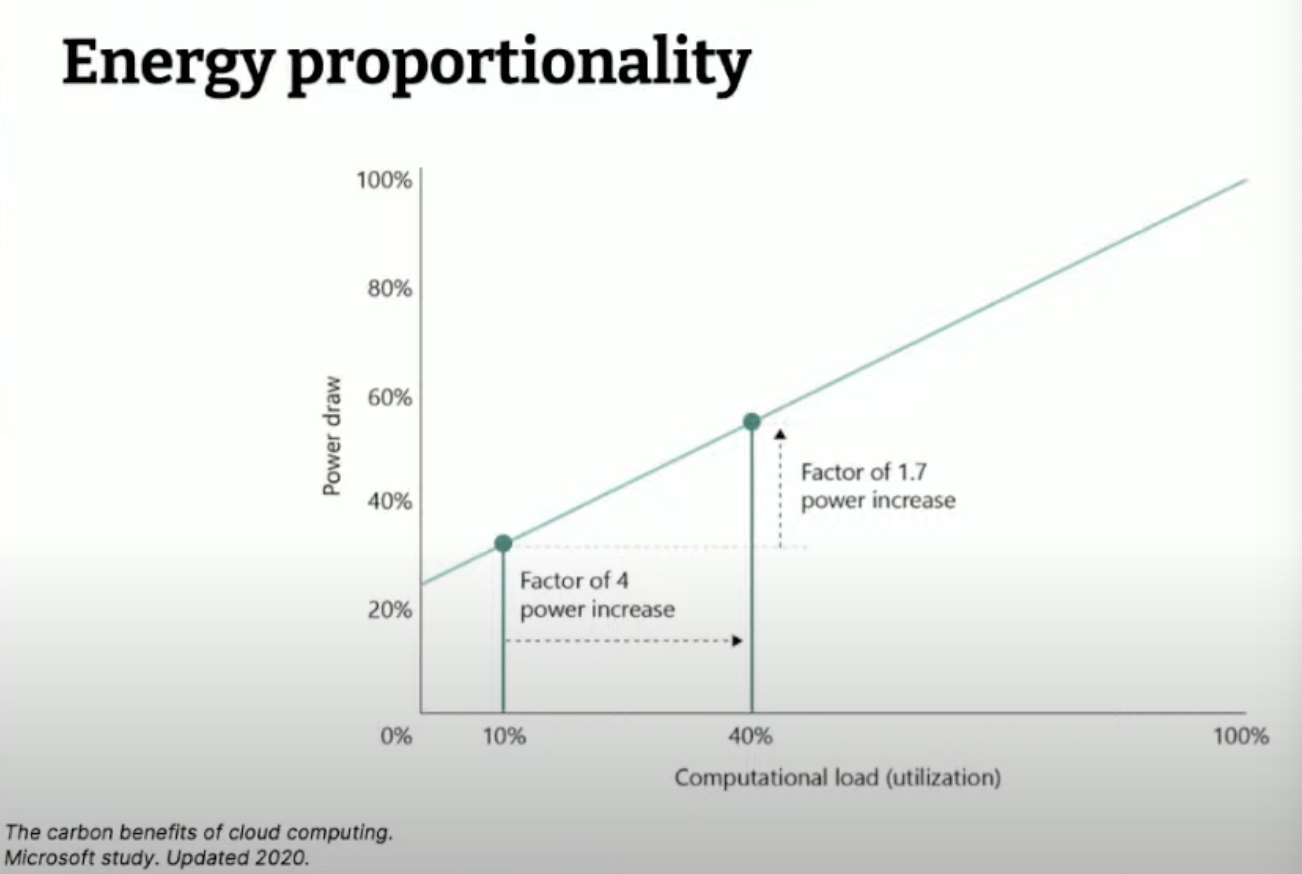 Energy proportionality
100%
80%
60%
40%
20%
0%
Power draw
Factor of 1.7
power increase
Factor of 4
power increase
10%
40%
100%
Computational load (utilization)
The carbon benefits of cloud computing.
Microsoft study. Updated 2020.